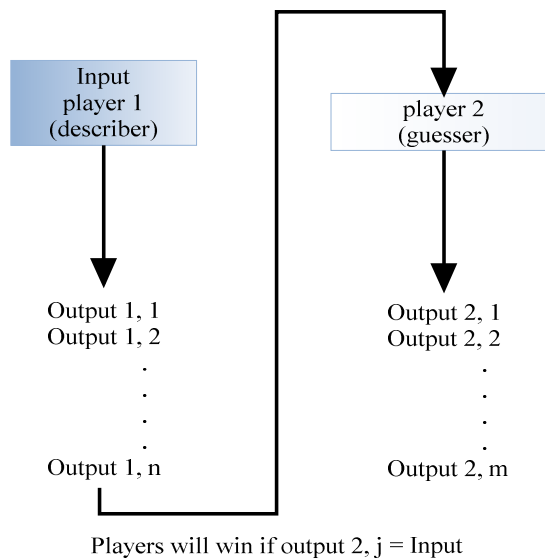 Input
player 1
(describer)
Output 1, 1
Output 1, 2
.
.
.
.
Output 1, n
player 2
(guesser)
Output 2, 1
Output 2, 2
.
.
.
.
Output 2, m
Players will win if output 2, j = Input